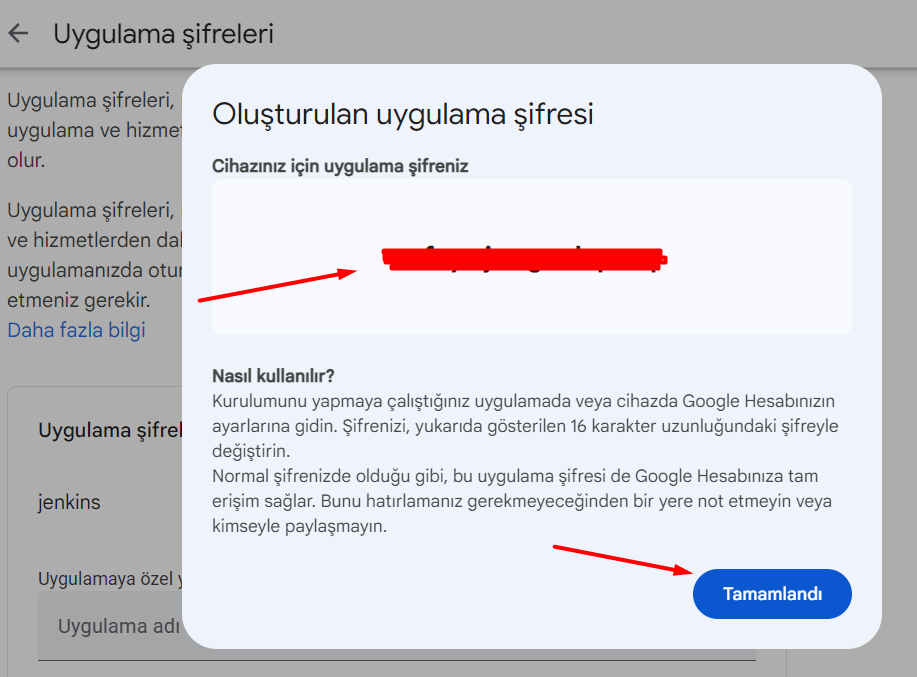 Uygulama şifreleri
Uygulama şifreleri,
uygulama ve hizmet
olur.
Uygulama şifreleri,
ve hizmetlerden dal
uygulamanızda otur
etmeniz gerekir.
Daha fazla bilgi
Uygulama şifrel
jenkins
Uygulamaya özel y
Uygulama adı
Oluşturulan uygulama şifresi
Cihazınız için uygulama şifreniz
Nasıl kullanılır?
Kurulumunu yapmaya çalıştığınız uygulamada veya cihazda Google Hesabınızın
ayarlarına gidin. Şifrenizi, yukarıda gösterilen 16 karakter uzunluğundaki şifreyle
değiştirin.
Normal şifrenizde olduğu gibi, bu uygulama şifresi de Google Hesabınıza tam
erişim sağlar. Bunu hatırlamanız gerekmeyeceğinden bir yere not etmeyin veya
kimseyle paylaşmayın.
Tamamlandı